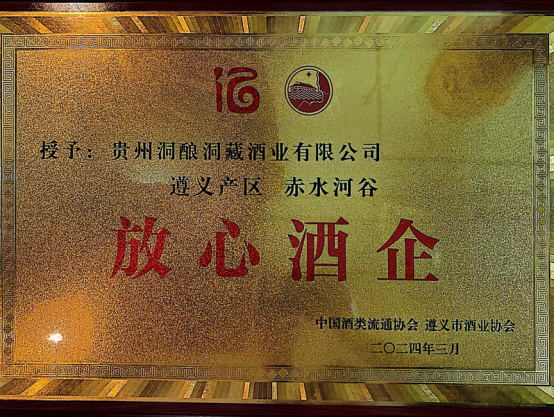 授予：贵州洞酿洞藏酒业有限公司
遵义产区 赤水河谷
放心酒企
中国酒类流通协会 遵义市酒业协会
二〇二四年三月